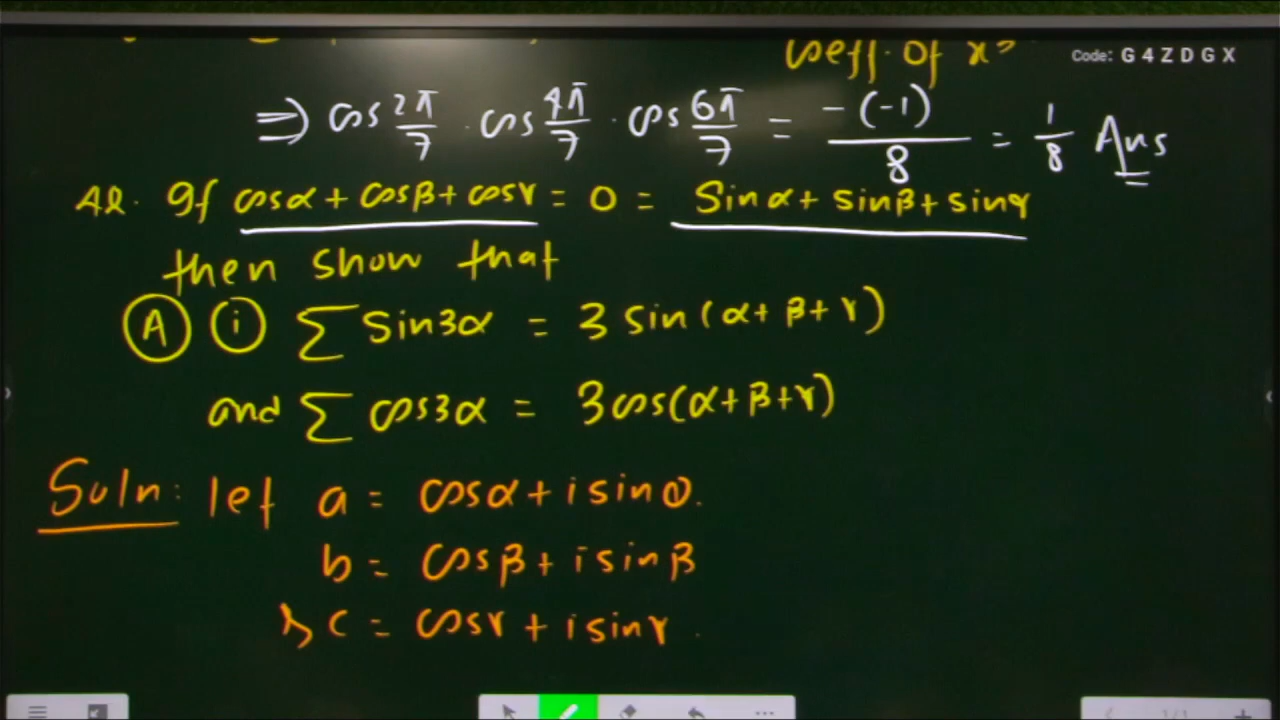 coeff. of x³
Code: G4ZDGX
⇒ cos 2π/7 . cos 4π/7 . cos 6π/7 = -(-1)/8 = 1/8 Ans
If cosα + cosβ + cosγ = 0 = Sinα + sinβ + sinγ
then show that
(A) (i) ∑ Sin3α = 3 sin(α + β + γ)
and ∑ cos3α = 3cos(α + β + γ)
Soln: let a = cosα + i sinθ.
b = cosβ + i sinβ
& c = cosγ + i sinγ.